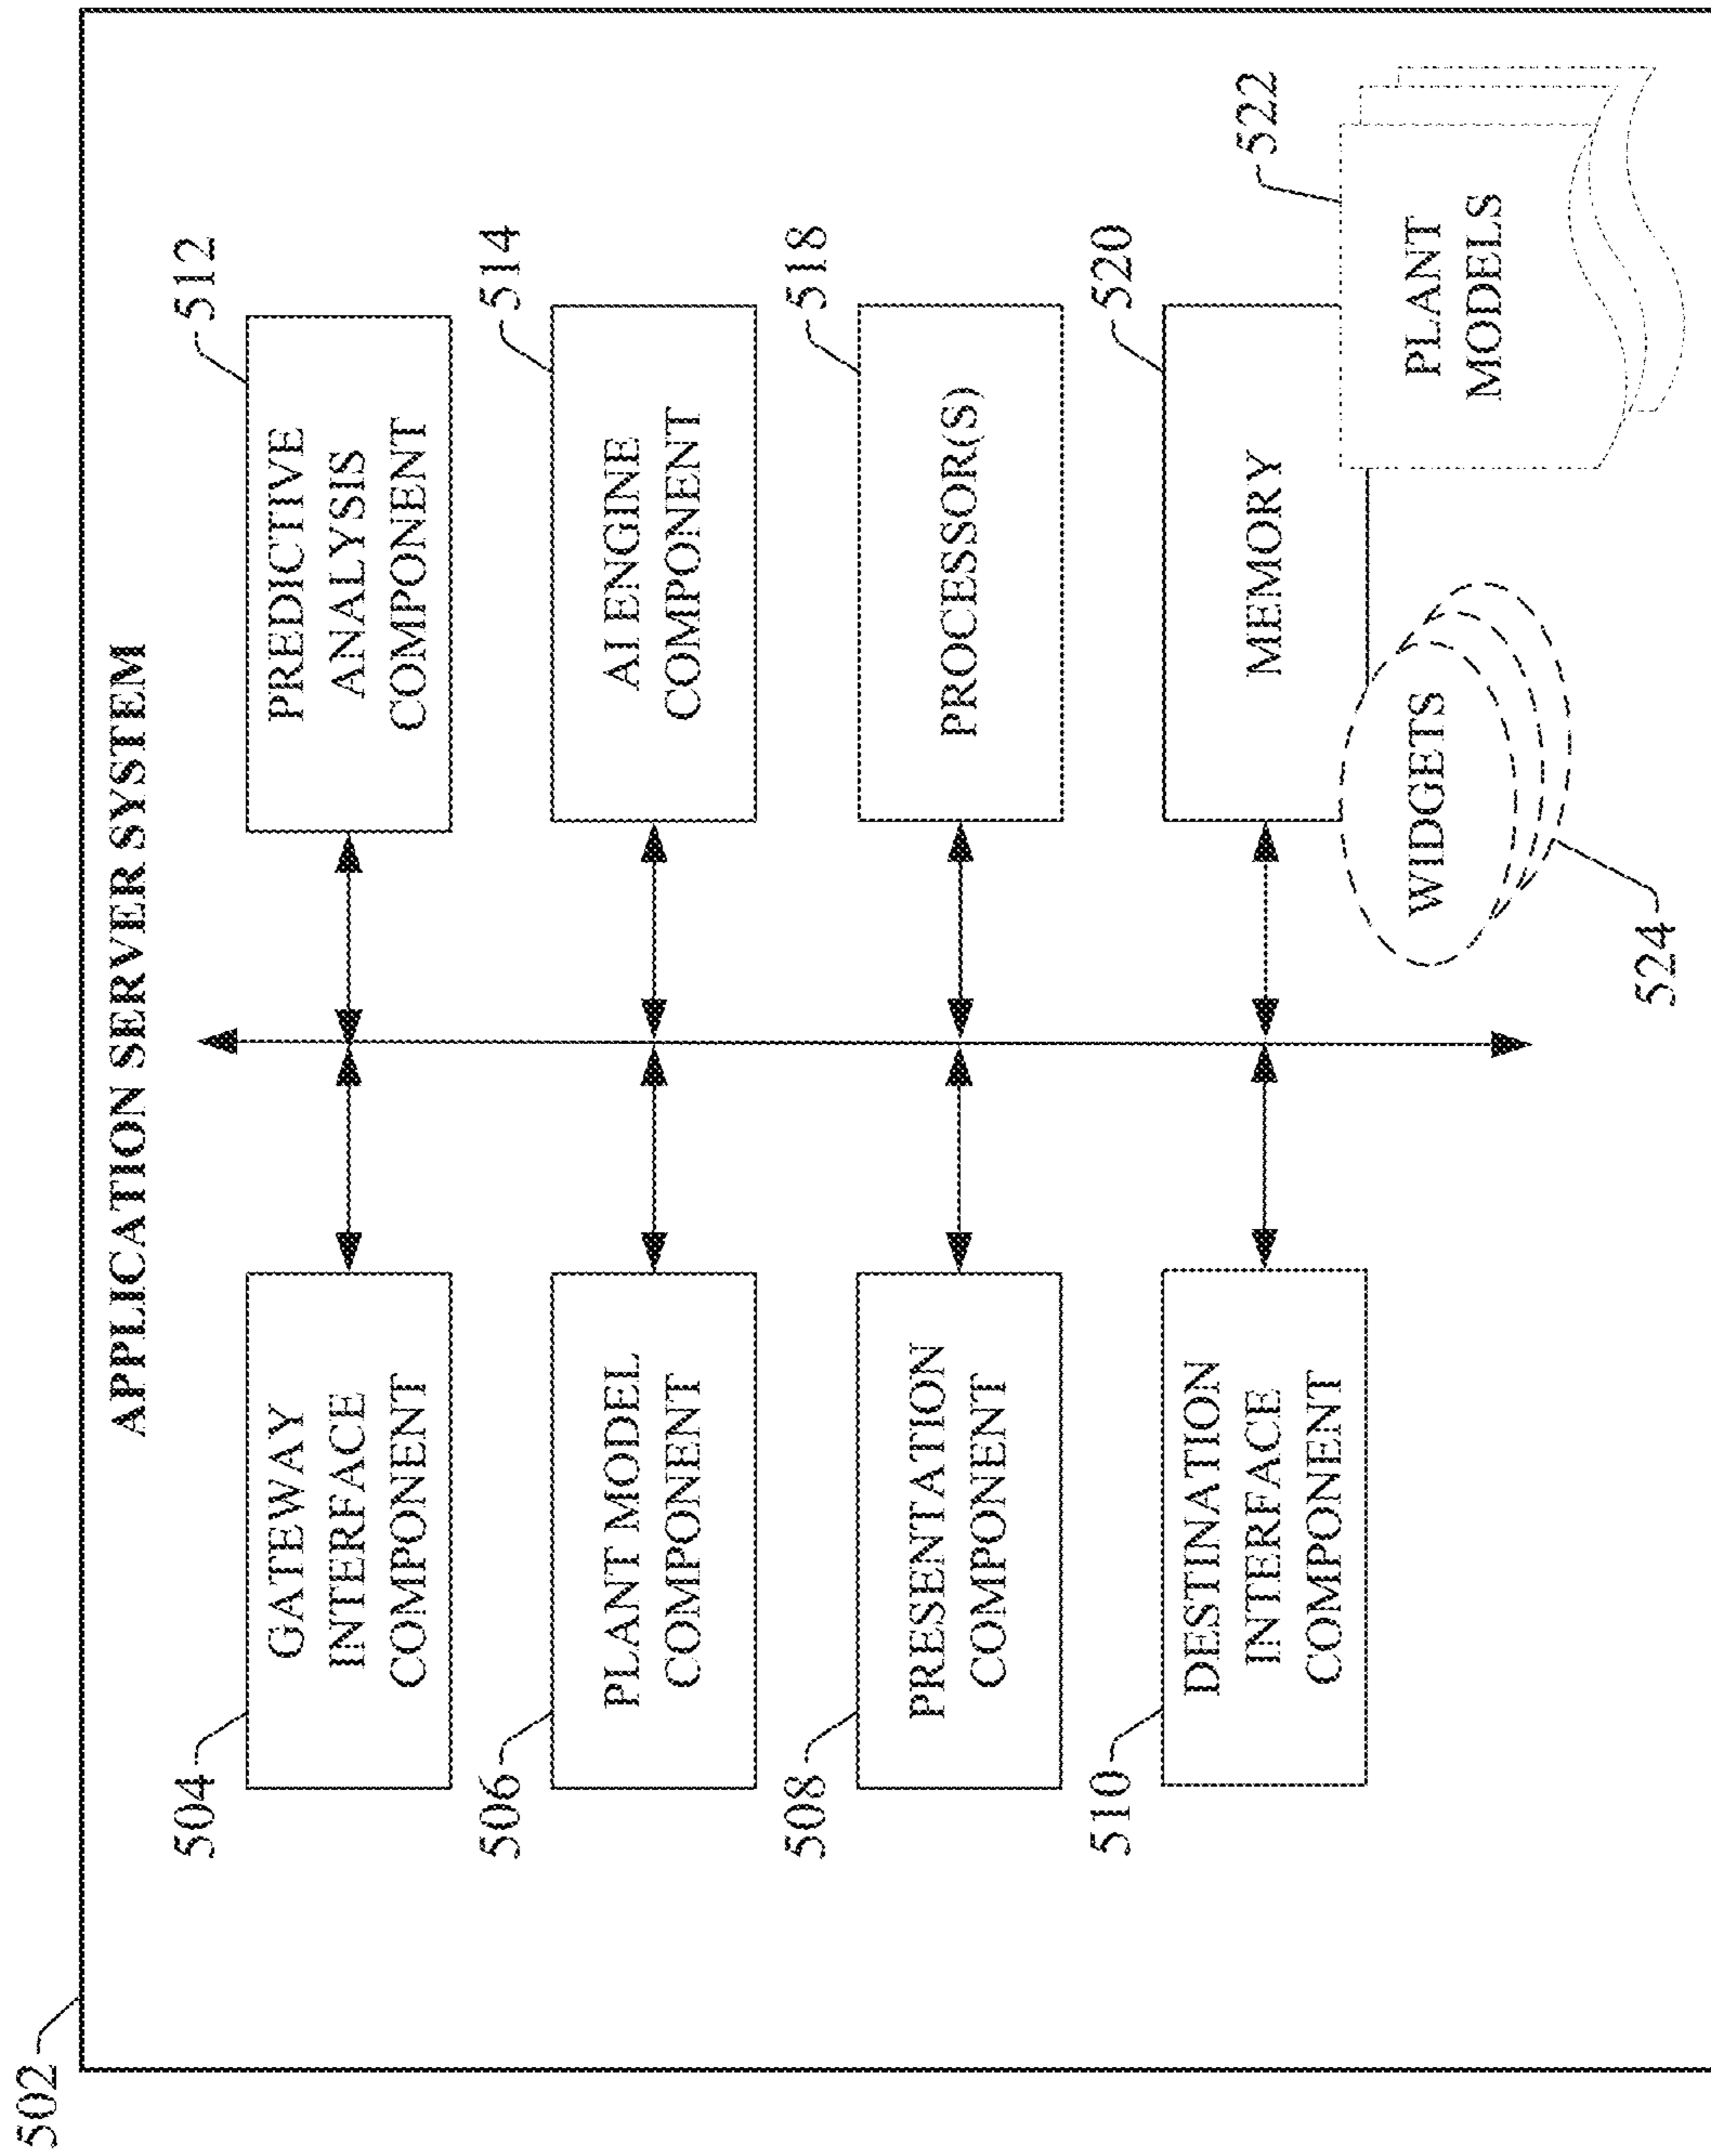 502
APPLICATION SERVER SYSTEM
504
GATEWAY
INTERFACE
COMPONENT
512
PREDICTIVE
ANALYSIS
COMPONENT
506
PLANT MODEL
COMPONENT
514
AI ENGINE
COMPONENT
508
PRESENTATION
COMPONENT
518
PROCESSOR(S)
510
DESTINATION
INTERFACE
COMPONENT
520
MEMORY
522
WIDGETS
PLANT
MODELS
524